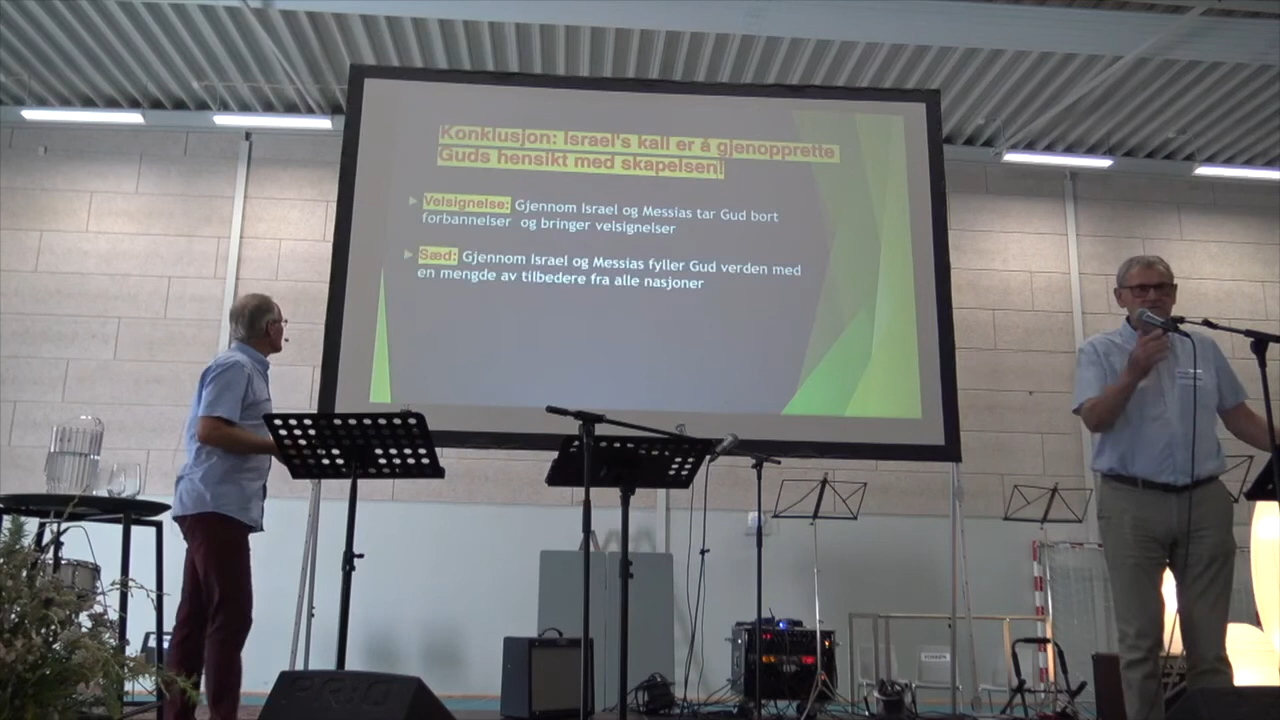 Konklusjon: Israel's kall er å gjenopprette
Guds hensikt med skapelsen!
Velsignelse: Gjennom Israel og Messias tar Gud bort
forbannelser og bringer velsignelser
Sæd: Gjennom Israel og Messias fyller Gud verden med
en mengde av tilbedere fra alle nasjoner